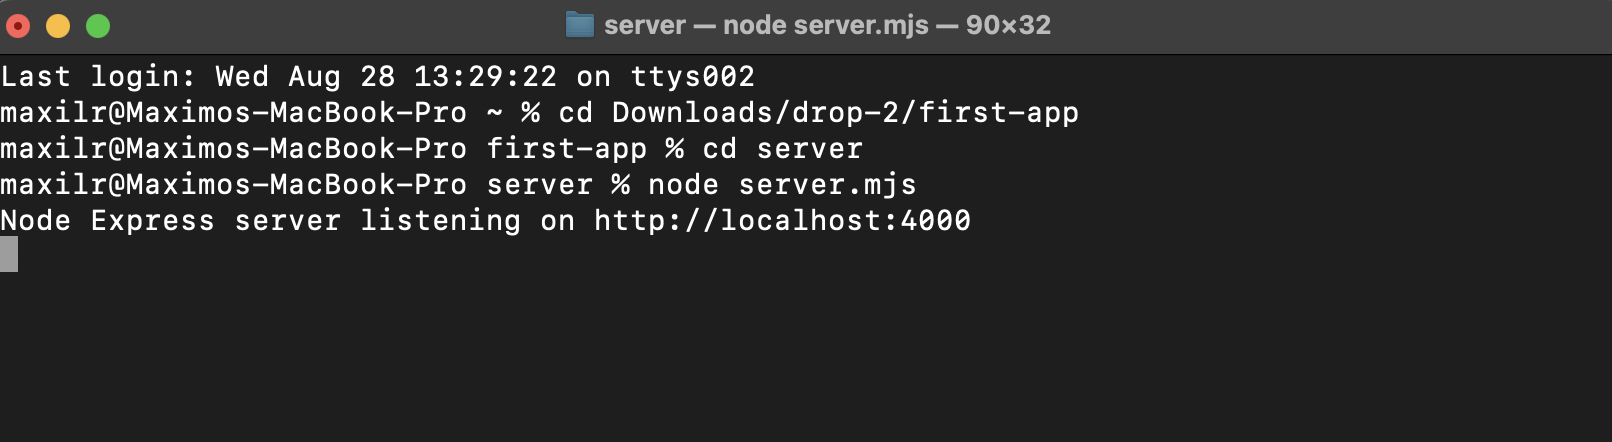 server — node server.mjs — 90×32
Last login: Wed Aug 28 13:29:22 on ttys002
maxilr@Maximos-MacBook-Pro ~ % cd Downloads/drop-2/first-app
maxilr@Maximos-MacBook-Pro first-app % cd server
maxilr@Maximos-MacBook-Pro server % node server.mjs
Node Express server listening on http://localhost:4000